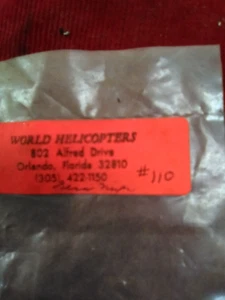 WORLD HELICOPTERS
802 Alfred Drive
Orlando, Florida 32810
(305) 422-1150
#110